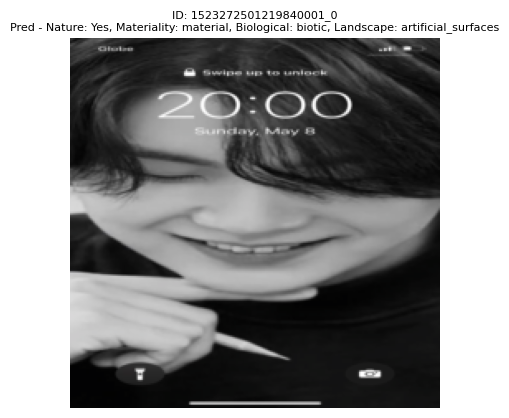 ID: 1523272501219840001_0
Pred - Nature: Yes, Materiality: material, Biological: biotic, Landscape: artificial_surfaces
Globe
Swipe up to unlock
20:00
Sunday, May 8